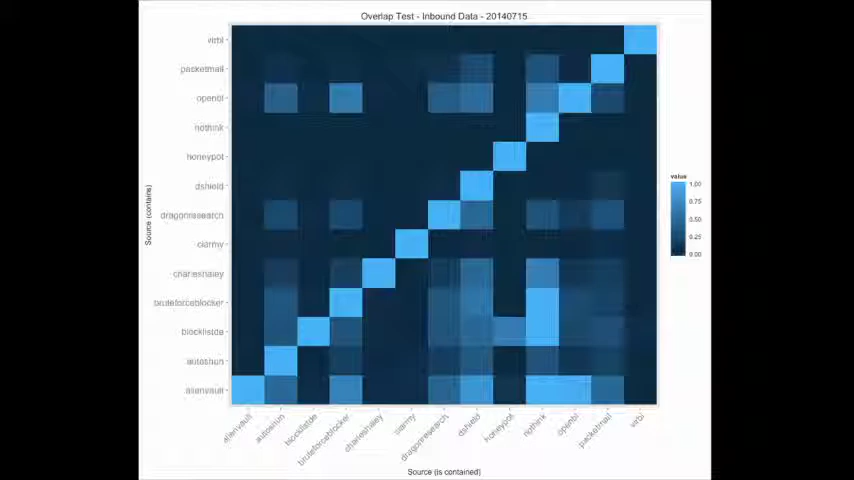 Overlap Test - Inbound Data - 20140715
virbl
packetmail
openbl
nothink
honeypot
dshield
dragonresearch
ciarmy
charleshaley
bruteforceblocker
blocklistde
autoshun
alienvault
Source (contains)
value
1.00
0.75
0.50
0.25
0.00
alienvault
autoshun
blocklistde
bruteforceblocker
charleshaley
ciarmy
dragonresearch
dshield
honeypot
nothink
openbl
packetmail
virbl
Source (is contained)